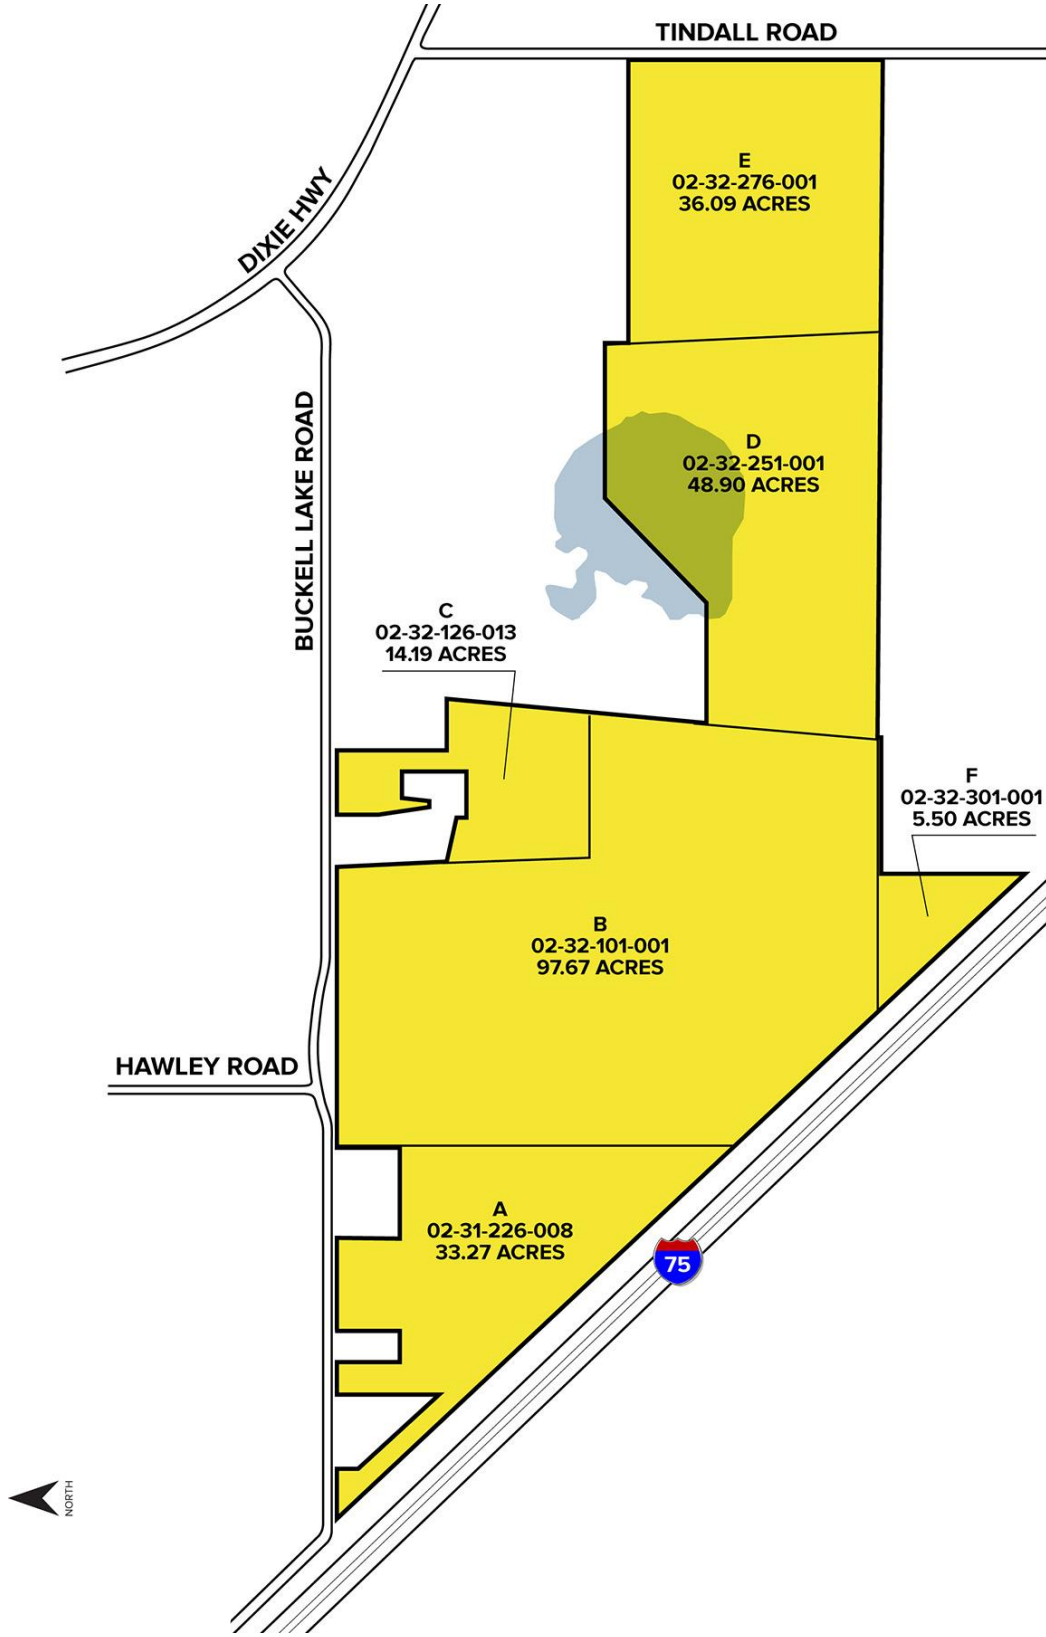 TINDALL ROAD
E
02-32-276-001
36.09 ACRES
DIXIE HWY
D
02-32-251-001
48.90 ACRES
BUCKELL LAKE ROAD
C
02-32-126-013
14.19 ACRES
F
02-32-301-001
5.50 ACRES
B
02-32-101-001
97.67 ACRES
HAWLEY ROAD
A
02-31-226-008
33.27 ACRES
75
NORTH